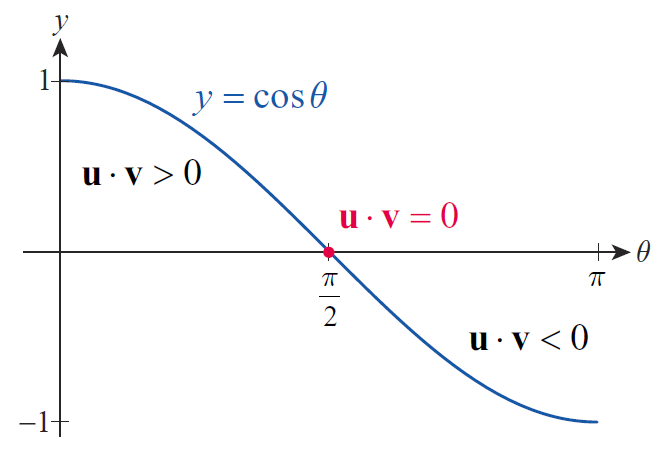 y
1
y = cos θ
u · v > 0
u · v = 0
θ
π/2
π
u · v < 0
−1